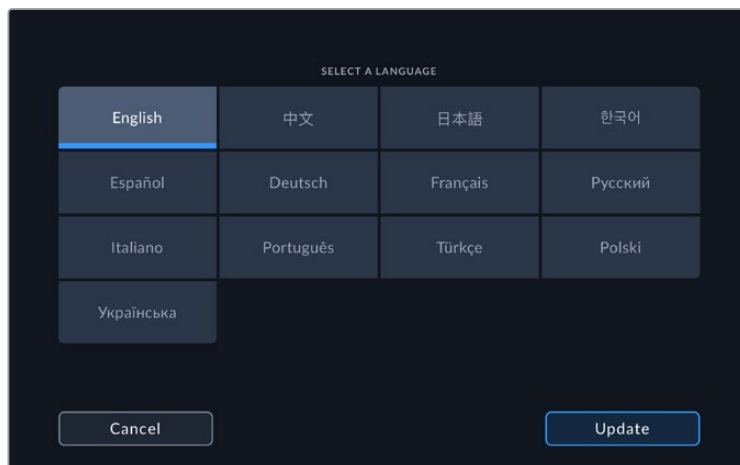 SELECT A LANGUAGE
English 中文 日本語 한국어
Español Deutsch Français Русский
Italiano Português Türkçe Polski
Українська
Cancel Update